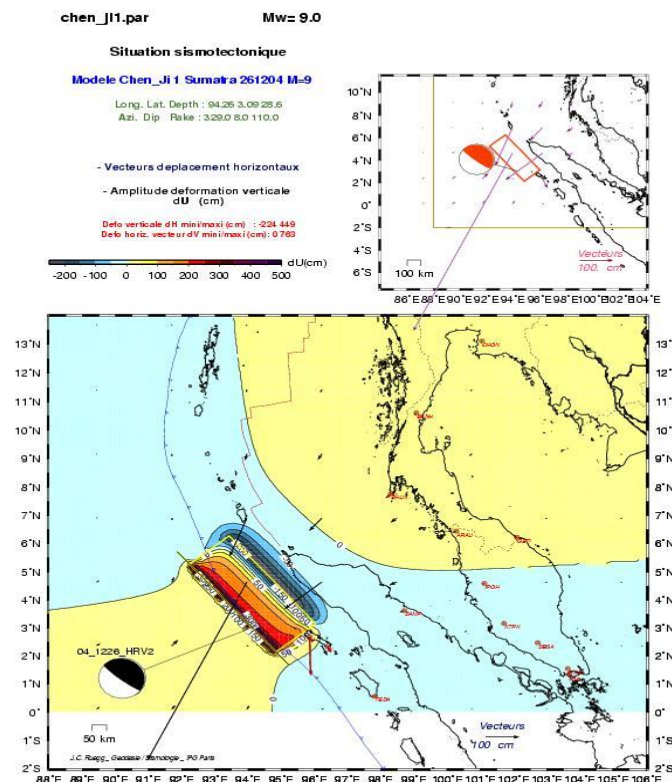 chen_ji1.par Mw= 9.0
Situation sismotectonique
Modele Chen_Ji 1 Sumatra 261204 M=9
Long. Lat. Depth : 94.26 3.09 28.6
Azi. Dip Rake : 329.0 8.0 110.0
- Vecteurs deplacement horizontaux
- Amplitude deformation verticale
dU (cm)
Defo verticale dH mini/maxi (cm) : -224 449
Defo horiz. vecteur dV mini/maxi (cm): 0 763
-200 -100 0 100 200 300 400 500 dU(cm)
10°N
8°N
6°N
4°N
2°N
0°
2°S
4°S
6°S
Vecteurs
100. cm
100 km
86°E 88°E 90°E 92°E 94°E 96°E 98°E 100°E 102°E 104°E
13°N
12°N
11°N
10°N
9°N
8°N
7°N
6°N
5°N
4°N
3°N
2°N
1°N
0°
1°S
2°S
0
50
-150
04_1226_HRV2
0
50 km
Vecteurs
100 cm
J.C. Ruegg_ Geodesie / Sismologie _ IPG Paris
88°E 89°E 90°E 91°E 92°E 93°E 94°E 95°E 96°E 97°E 98°E 99°E 100°E 101°E 102°E 103°E 104°E 105°E 106°E